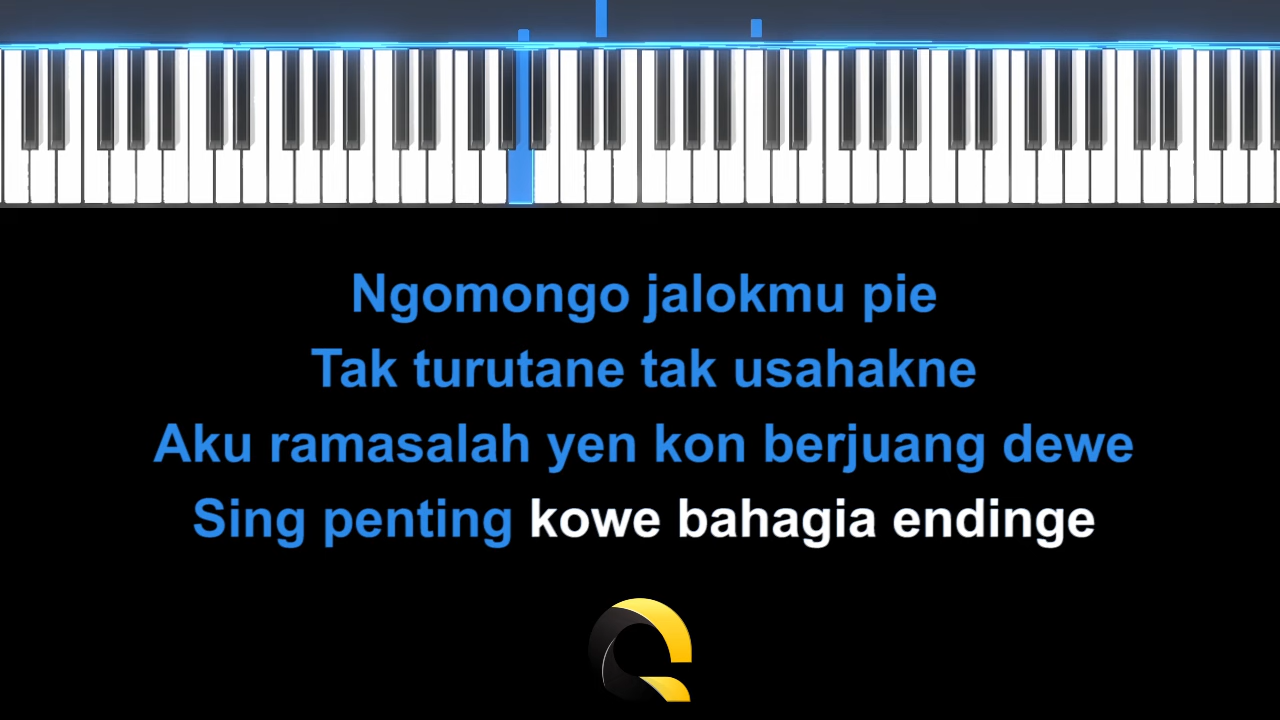 Ngomongo jalokmu pie
Tak turutane tak usahakne
Aku ramasalah yen kon berjuang dewe
Sing penting kowe bahagia endinge